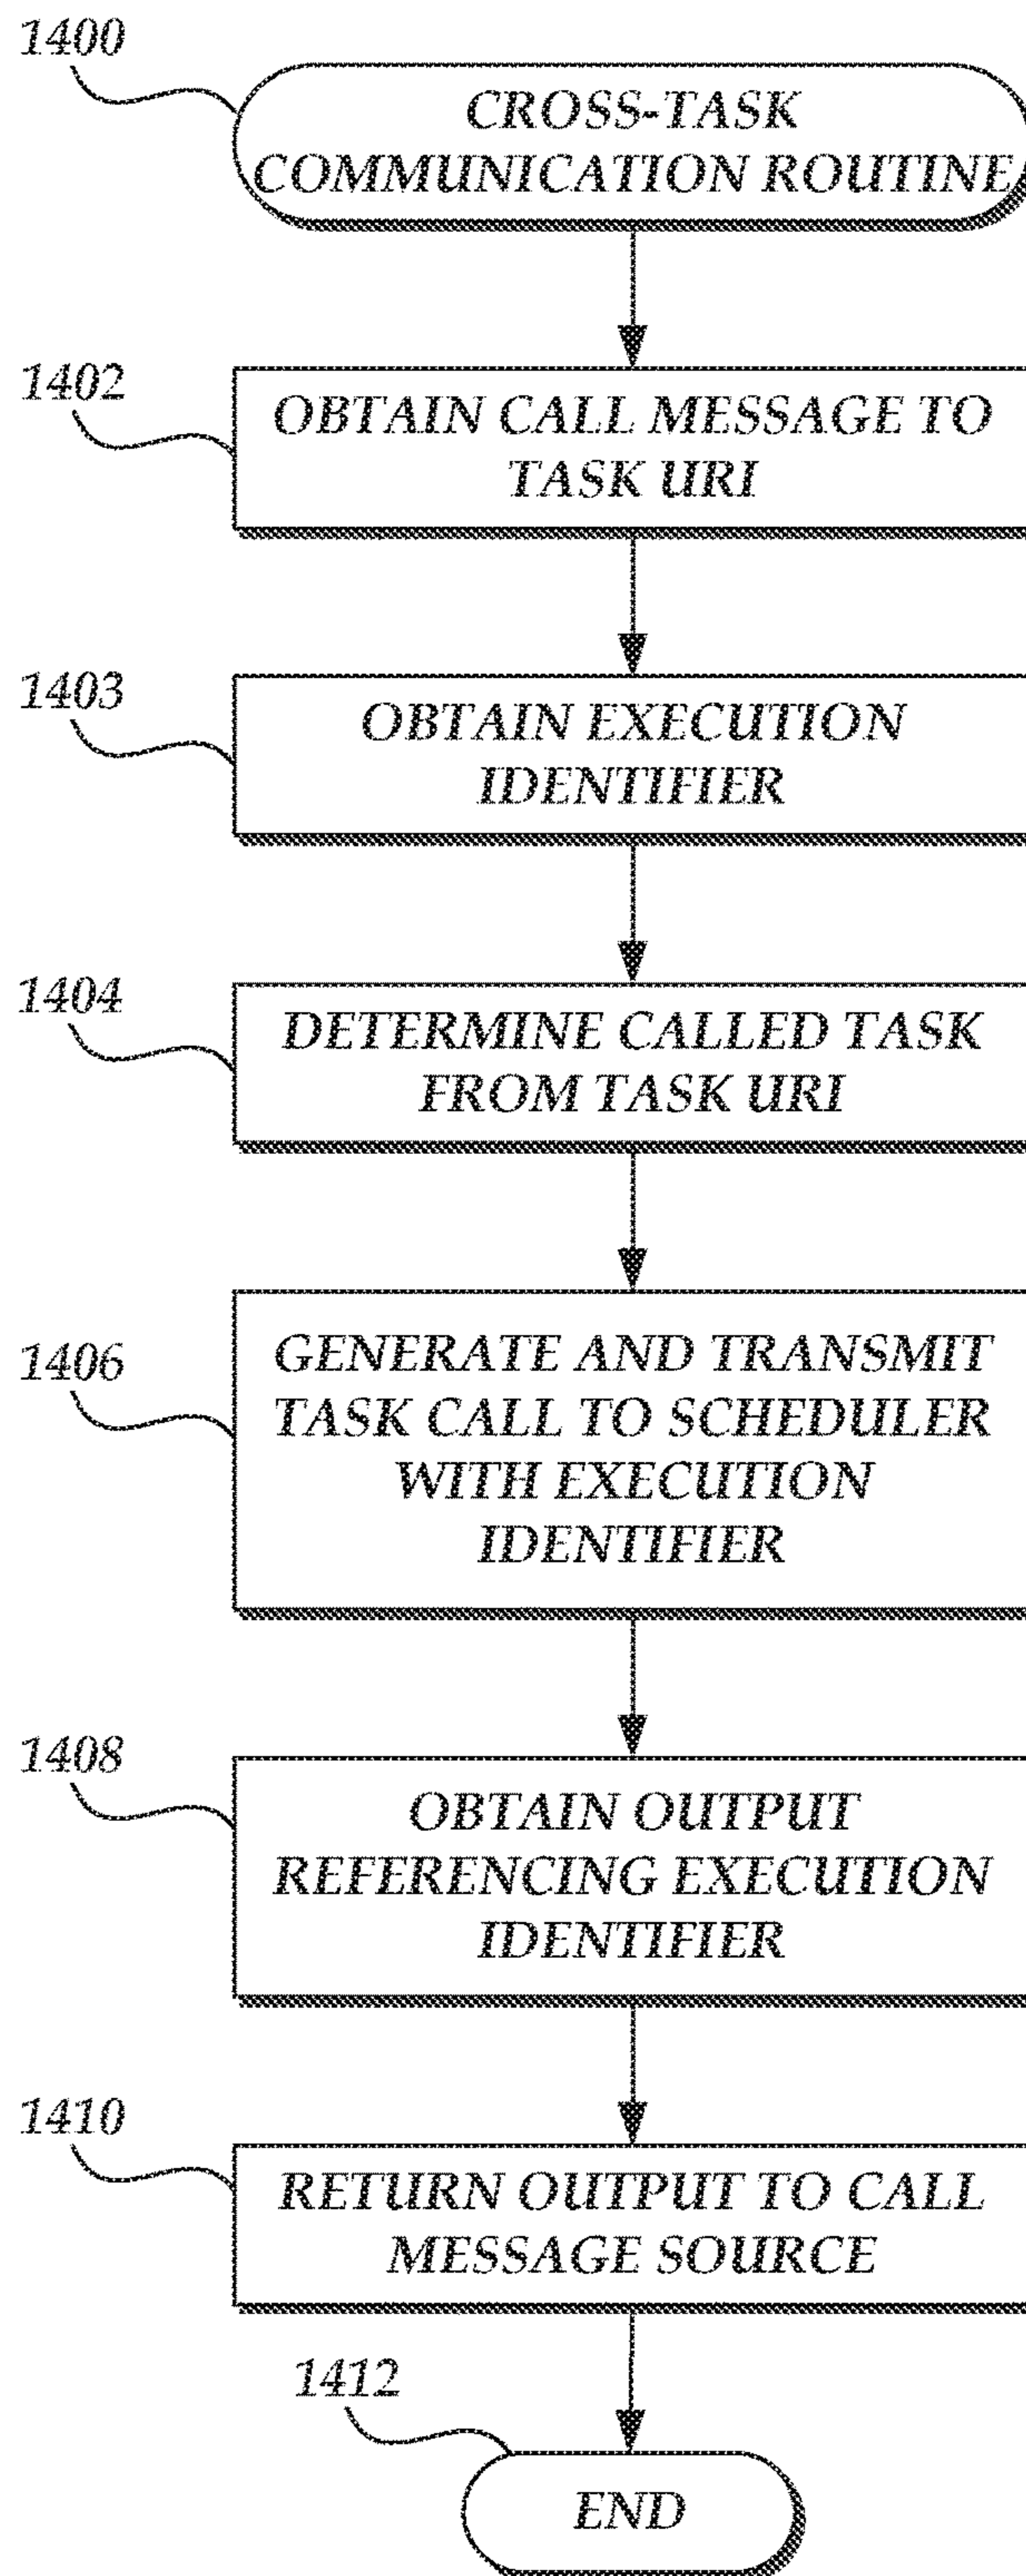 1400
CROSS-TASK
COMMUNICATION ROUTINE
1402
OBTAIN CALL MESSAGE TO
TASK URI
1403
OBTAIN EXECUTION
IDENTIFIER
1404
DETERMINE CALLED TASK
FROM TASK URI
1406
GENERATE AND TRANSMIT
TASK CALL TO SCHEDULER
WITH EXECUTION
IDENTIFIER
1408
OBTAIN OUTPUT
REFERENCING EXECUTION
IDENTIFIER
1410
RETURN OUTPUT TO CALL
MESSAGE SOURCE
1412
END